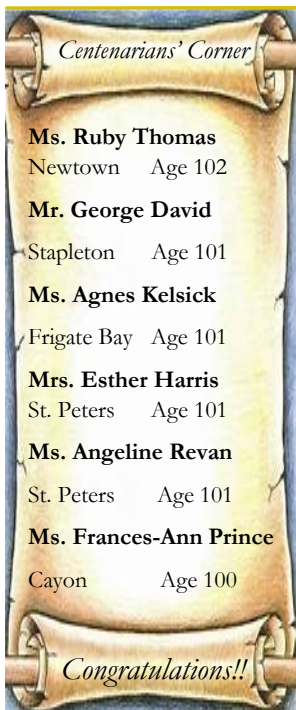 Centenarians' Corner
Ms. Ruby Thomas
Newtown Age 102
Mr. George David
Stapleton Age 101
Ms. Agnes Kelsick
Frigate Bay Age 101
Mrs. Esther Harris
St. Peters Age 101
Ms. Angeline Revan
St. Peters Age 101
Ms. Frances-Ann Prince
Cayon Age 100
Congratulations!!